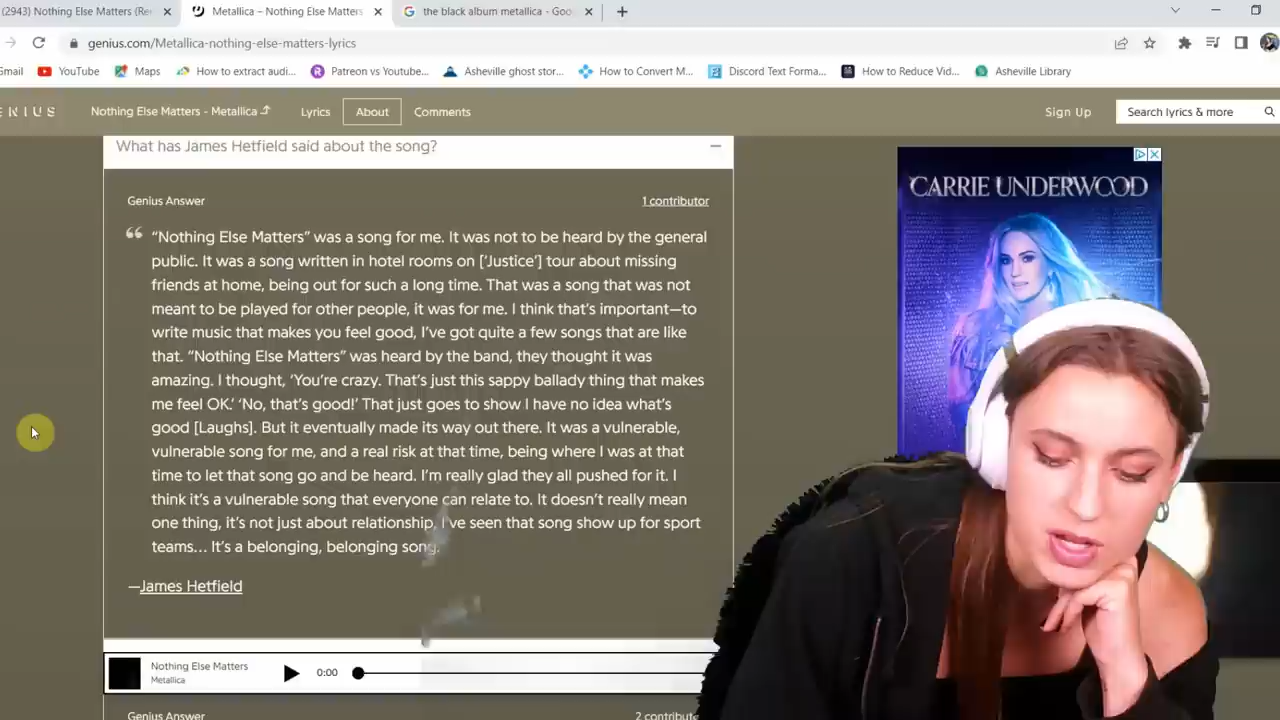 (2943) Nothing Else Matters (Re
Metallica – Nothing Else Matters
the black album metallica - Goo
genius.com/Metallica-nothing-else-matters-lyrics
Gmail YouTube Maps How to extract audi... Patreon vs Youtube... Asheville ghost stor... How to Convert M... Discord Text Forma... How to Reduce Vid... Asheville Library
ENIUS Nothing Else Matters - Metallica Lyrics About Comments Sign Up Search lyrics & more
What has James Hetfield said about the song?
Genius Answer 1 contributor
“Nothing Else Matters” was a song for me. It was not to be heard by the general
public. It was a song written in hotel rooms on [‘Justice’] tour about missing
friends at home, being out for such a long time. That was a song that was not
meant to be played for other people, it was for me. I think that’s important—to
write music that makes you feel good, I’ve got quite a few songs that are like
that. “Nothing Else Matters” was heard by the band, they thought it was
amazing. I thought, ‘You’re crazy. That’s just this sappy ballady thing that makes
me feel OK.’ ‘No, that’s good!’ That just goes to show I have no idea what’s
good [Laughs]. But it eventually made its way out there. It was a vulnerable,
vulnerable song for me, and a real risk at that time, being where I was at that
time to let that song go and be heard. I’m really glad they all pushed for it. I
think it’s a vulnerable song that everyone can relate to. It doesn’t really mean
one thing, it’s not just about relationship, I’ve seen that song show up for sport
teams... It’s a belonging, belonging song.
—James Hetfield
CARRIE UNDERWOOD
Nothing Else Matters
Metallica
0:00
Genius Answer 2 contributo